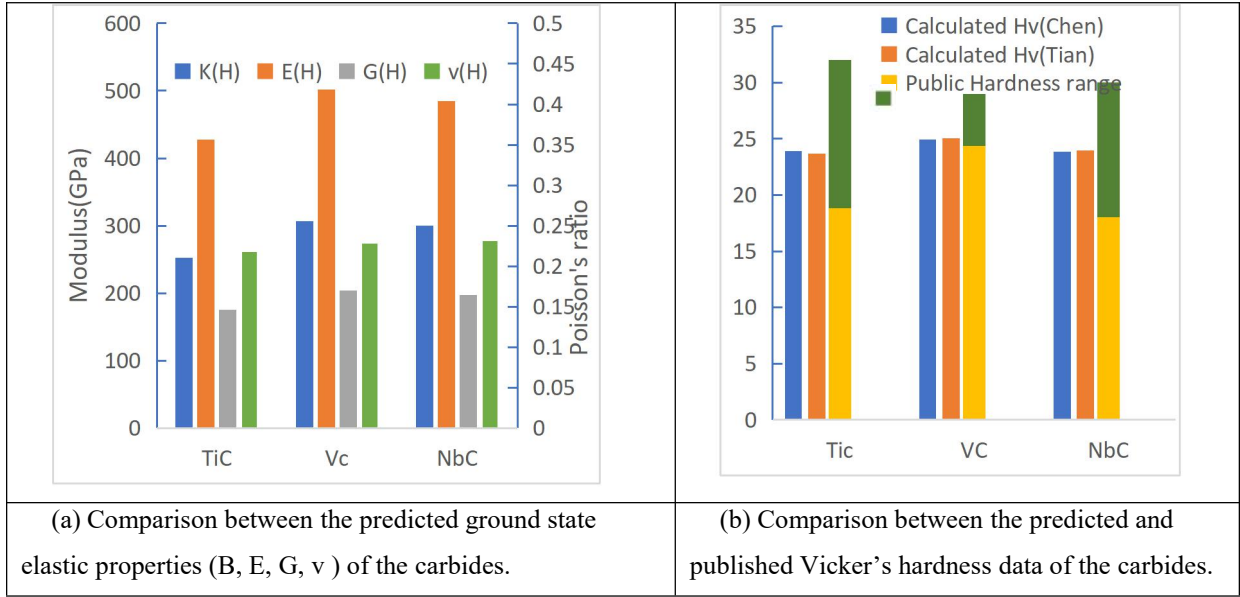 600
500
400
300
200
100
0
Modulus(GPa)
K(H) E(H) G(H) v(H)
0.5
0.45
0.4
0.35
0.3
0.25
0.2
0.15
0.1
0.05
0
Poisson's ratio
TiC Vc NbC
(a) Comparison between the predicted ground state
elastic properties (B, E, G, v ) of the carbides.
35
30
25
20
15
10
5
0
Calculated Hv(Chen)
Calculated Hv(Tian)
Public Hardness range
Tic VC NbC
(b) Comparison between the predicted and
published Vicker’s hardness data of the carbides.